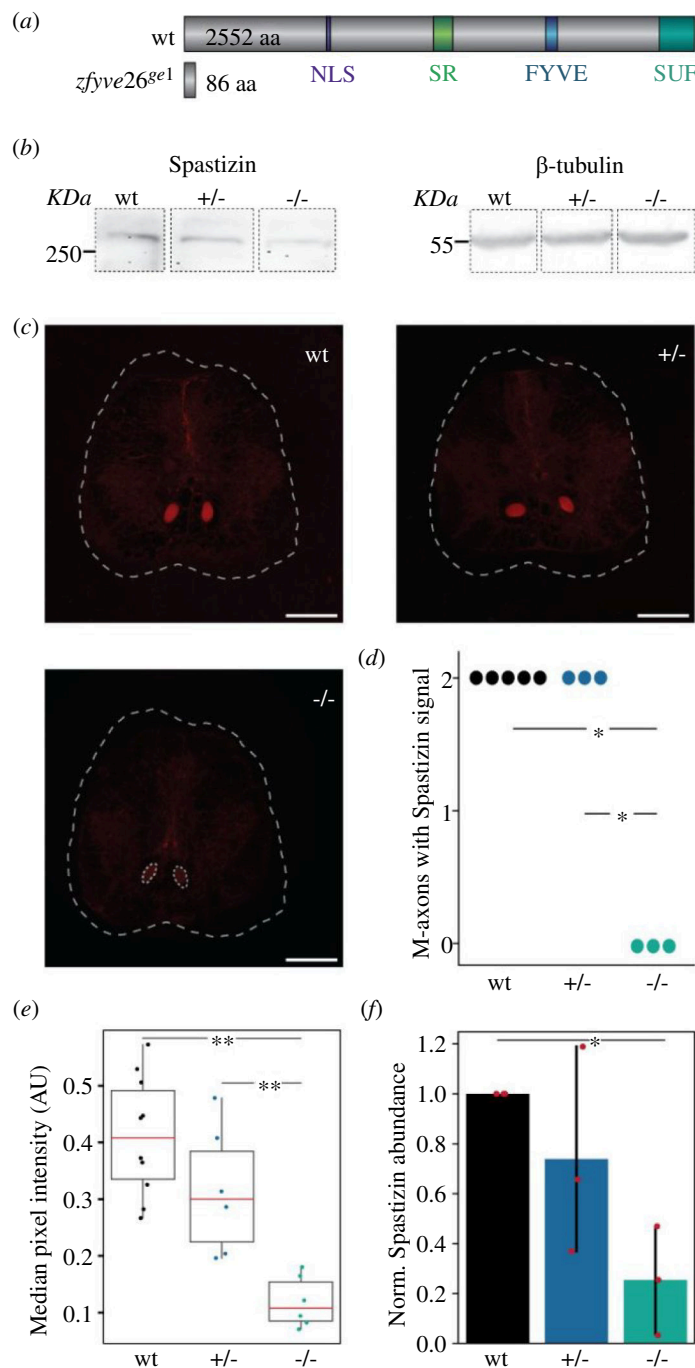 (a)
wt 2552 aa
zfyve26ge1 86 aa NLS SR FYVE SUF
(b)
Spastizin β-tubulin
KDa wt +/- -/- wt +/- -/-
250 55
(c)
wt +/-
-/-
(d)
M-axons with Spastizin signal
2
*
1
*
0
wt +/- -/-
(e)
Median pixel intensity (AU)
**
**
0.5
0.4
0.3
0.2
0.1
wt +/- -/-
(f)
Norm. Spastizin abundance
*
1.2
1.0
0.8
0.6
0.4
0.2
0.0
wt +/- -/-